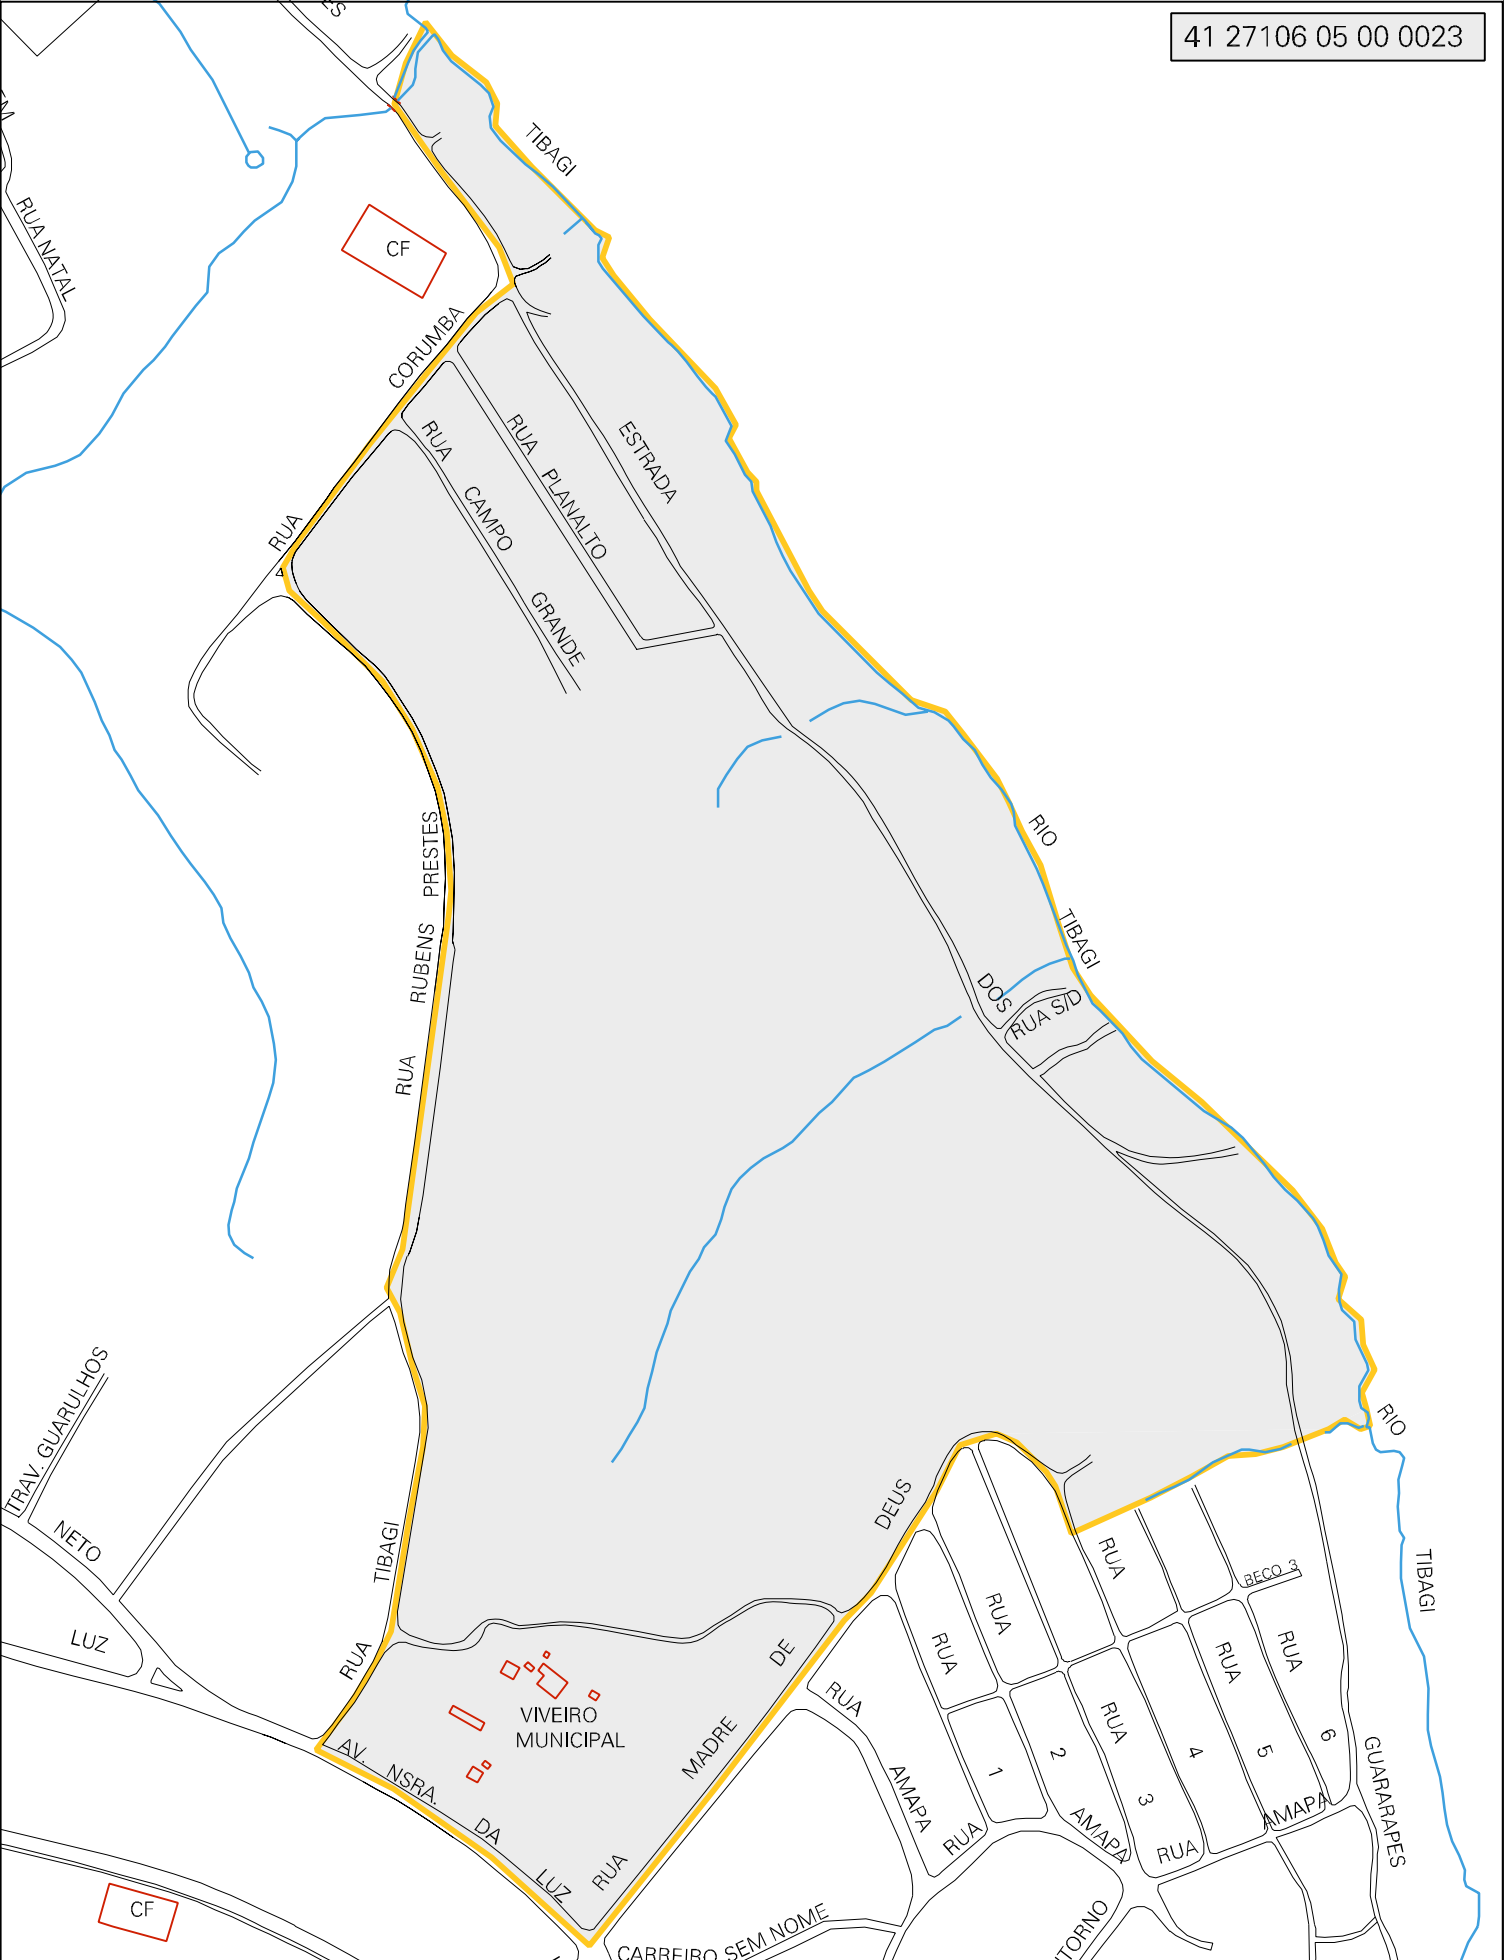 41 27106 05 00 0023
ES
TIBAGI
RUA NATAL
CF
RUA CORUMBA
RUA PLANALTO
ESTRADA DOS GUARARAPES
RUA CAMPO GRANDE
RIO TIBAGI
RUA RUBENS PRESTES
RUA S/D
TRAV. GUARULHOS
NETO
LUZ
RUA TIBAGI
RUA MADRE DE DEUS
RIO TIBAGI
VIVEIRO
MUNICIPAL
AV. NSRA. DA LUZ
RUA 1
RUA 2
RUA 3
RUA 4
RUA 5
RUA 6
BECO 3
RUA AMAPA
RUA AMAPA
RUA AMAPA
CF
CARREIRO SEM NOME
TORNO